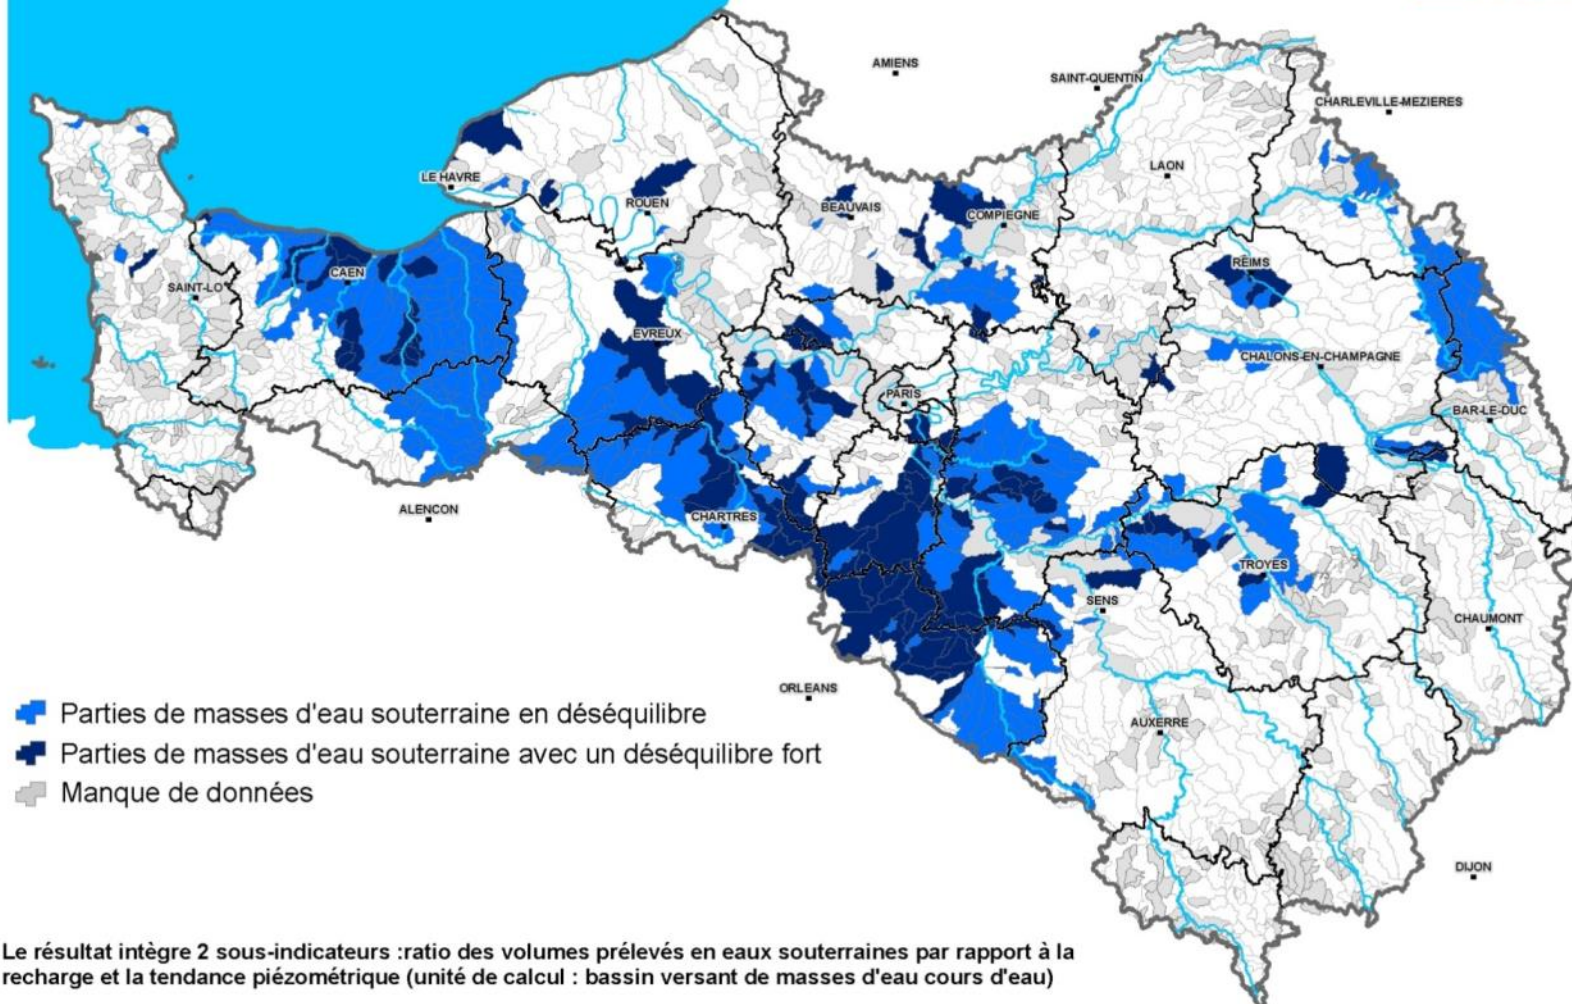 AMIENS
SAINT-QUENTIN
CHARLEVILLE-MEZIERES
LAON
LE HAVRE
ROUEN
BEAUVAIS
COMPIEGNE
REIMS
CAEN
SAINT-LO
EVREUX
CHALONS-EN-CHAMPAGNE
PARIS
BAR-LE-DUC
ALENCON
CHARTRES
TROYES
SENS
CHAUMONT
ORLEANS
AUXERRE
DIJON
Parties de masses d'eau souterraine en déséquilibre
Parties de masses d'eau souterraine avec un déséquilibre fort
Manque de données
Le résultat intègre 2 sous-indicateurs :ratio des volumes prélevés en eaux souterraines par rapport à la
recharge et la tendance piézométrique (unité de calcul : bassin versant de masses d'eau cours d'eau)